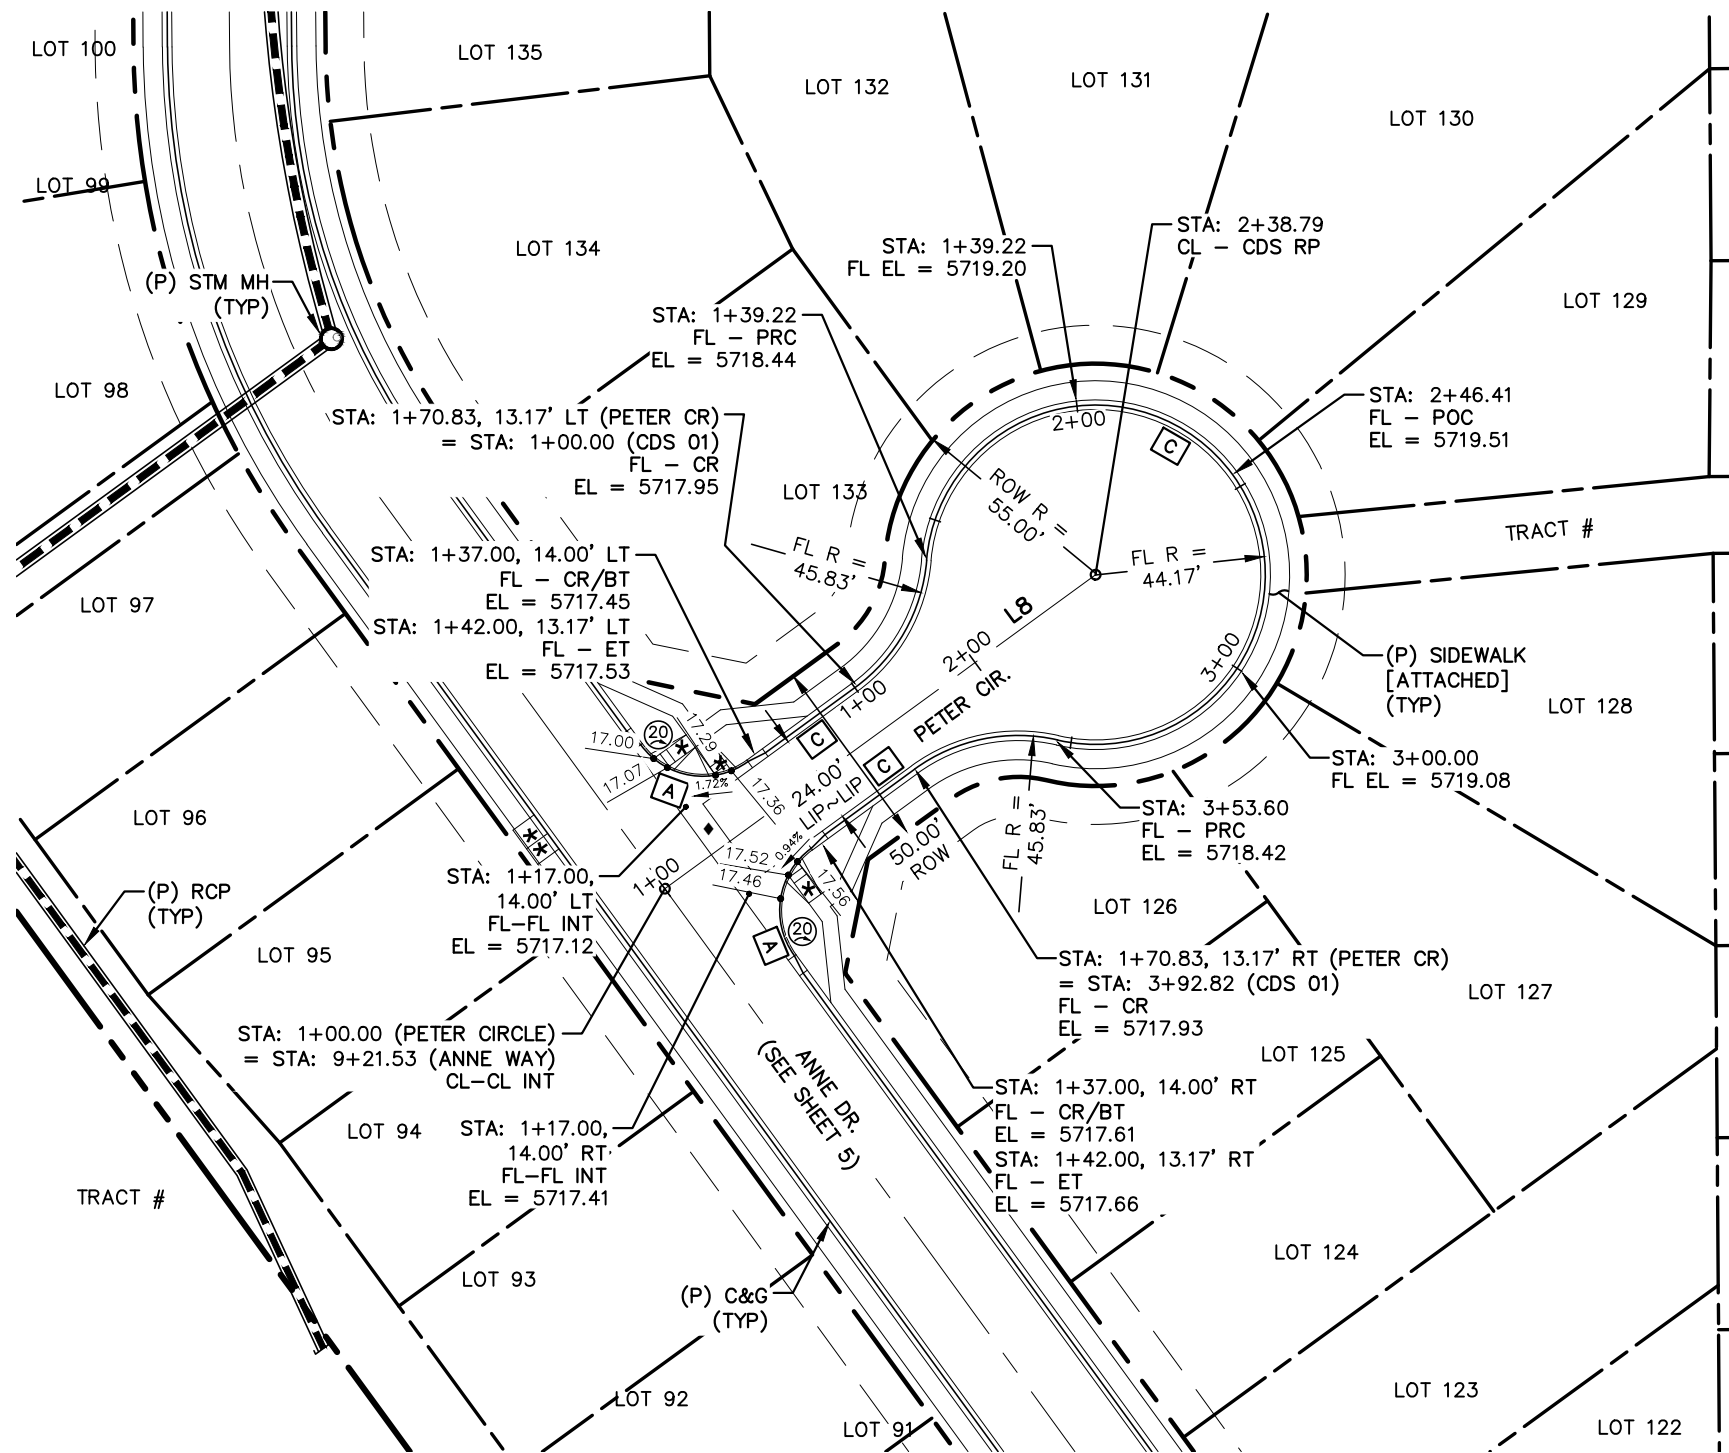 LOT 100
LOT 135
LOT 132
LOT 131
LOT 130
LOT 99
LOT 134
STA: 1+39.22
FL EL = 5719.20
STA: 2+38.79
CL - CDS RP
(P) STM MH
(TYP)
LOT 129
STA: 1+39.22
FL - PRC
EL = 5718.44
LOT 98
STA: 1+70.83, 13.17' LT (PETER CR)
= STA: 1+00.00 (CDS 01)
FL - CR
EL = 5717.95
2+00
C
STA: 2+46.41
FL - POC
EL = 5719.51
LOT 133
ROW R =
55.00'
TRACT #
STA: 1+37.00, 14.00' LT
FL - CR/BT
EL = 5717.45
STA: 1+42.00, 13.17' LT
FL - ET
EL = 5717.53
FL R =
45.83'
FL R =
44.17'
LOT 97
L8
2+00
PETER CIR.
3+00
(P) SIDEWALK
[ATTACHED]
(TYP)
LOT 128
1+00
17.00
20
17.29
17.07
1.72%
17.36
A
C
C
24.00'
LIP~LIP
STA: 3+00.00
FL EL = 5719.08
LOT 96
**
STA: 3+53.60
FL - PRC
EL = 5718.42
FL R =
45.83'
50.00'
ROW
0.94%
17.52
17.46
17.56
1+00
20
A
(P) RCP
(TYP)
STA: 1+17.00,
14.00' LT
FL-FL INT
EL = 5717.12
LOT 126
LOT 95
STA: 1+70.83, 13.17' RT (PETER CR)
= STA: 3+92.82 (CDS 01)
FL - CR
EL = 5717.93
LOT 127
STA: 1+00.00 (PETER CIRCLE)
= STA: 9+21.53 (ANNE WAY)
CL-CL INT
ANNE DR.
(SEE SHEET 5)
LOT 125
STA: 1+37.00, 14.00' RT
FL - CR/BT
EL = 5717.61
STA: 1+42.00, 13.17' RT
FL - ET
EL = 5717.66
LOT 94
STA: 1+17.00,
14.00' RT
FL-FL INT
EL = 5717.41
TRACT #
LOT 124
LOT 93
(P) C&G
(TYP)
LOT 92
LOT 123
LOT 91
LOT 122